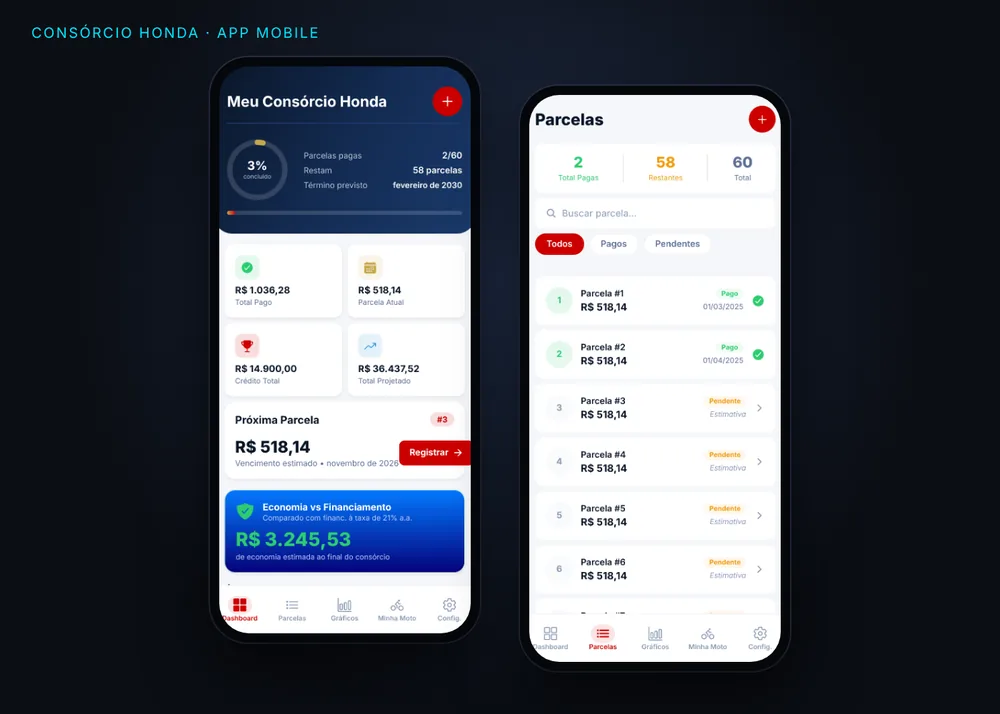 CONSÓRCIO HONDA · APP MOBILE
Meu Consórcio Honda
+
3%
concluído
Parcelas pagas 2/60
Restam 58 parcelas
Término previsto fevereiro de 2030
R$ 1.036,28
Total Pago
R$ 518,14
Parcela Atual
R$ 14.900,00
Crédito Total
R$ 36.437,52
Total Projetado
Próxima Parcela #3
R$ 518,14
Vencimento estimado • novembro de 2026
Registrar →
Economia vs Financiamento
Comparado com financ. à taxa de 21% a.a.
R$ 3.245,53
de economia estimada ao final do consórcio
Dashboard Parcelas Gráficos Minha Moto Config.
Parcelas
+
2 58 60
Total Pagas Restantes Total
Buscar parcela...
Todos Pagos Pendentes
1 Parcela #1 Pago
R$ 518,14 01/03/2025
2 Parcela #2 Pago
R$ 518,14 01/04/2025
3 Parcela #3 Pendente
R$ 518,14 Estimativa
4 Parcela #4 Pendente
R$ 518,14 Estimativa
5 Parcela #5 Pendente
R$ 518,14 Estimativa
6 Parcela #6 Pendente
R$ 518,14 Estimativa
Dashboard Parcelas Gráficos Minha Moto Config.